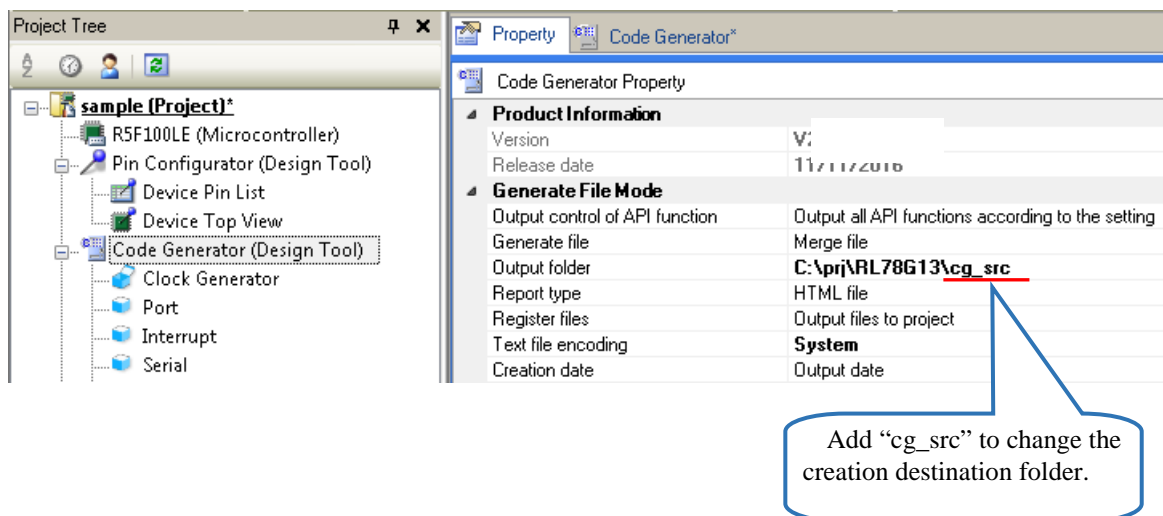 Project Tree
sample (Project)*
R5F100LE (Microcontroller)
Pin Configurator (Design Tool)
Device Pin List
Device Top View
Code Generator (Design Tool)
Clock Generator
Port
Interrupt
Serial
Property
Code Generator*
Code Generator Property
Product Information
Version
Release date
Generate File Mode
Output control of API function Output all API functions according to the setting
Generate file Merge file
Output folder C:\prj\RL78G13\cg_src
Report type HTML file
Register files Output files to project
Text file encoding System
Creation date Output date
Add “cg_src” to change the
creation destination folder.